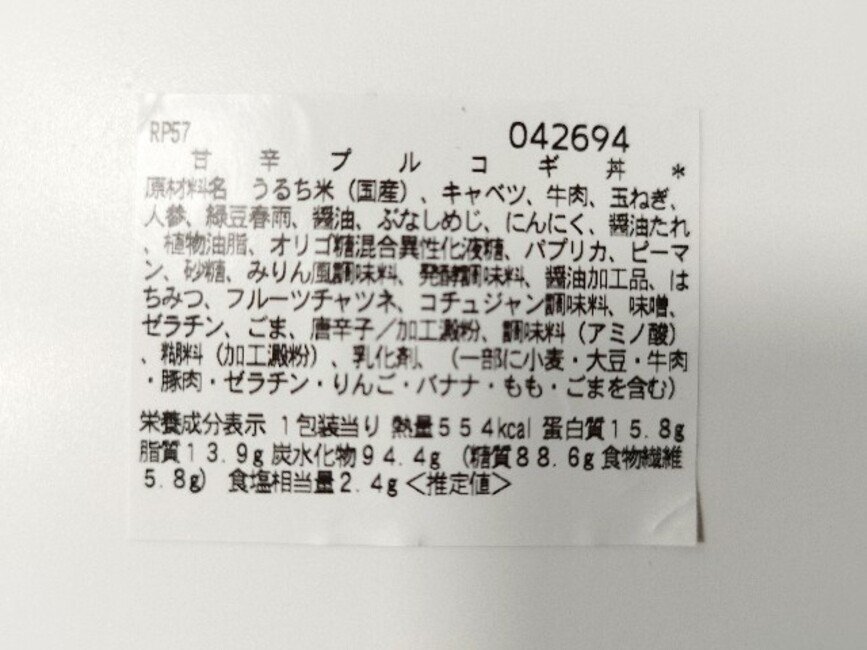 RP57 042694
甘辛プルコギ丼 *
原材料名 うるち米(国産)、キャベツ、牛肉、玉ねぎ、
人参、緑豆春雨、醤油、ぶなしめじ、にんにく、醤油たれ
、植物油脂、オリゴ糖混合異性化液糖、パプリカ、ピーマ
ン、砂糖、みりん風調味料、発酵調味料、醤油加工品、は
ちみつ、フルーツチャツネ、コチュジャン調味料、味噌、
ゼラチン、ごま、唐辛子/加工澱粉、調味料(アミノ酸)
、糊料(加工澱粉)、乳化剤、(一部に小麦・大豆・牛肉
・豚肉・ゼラチン・りんご・バナナ・もも・ごまを含む)
栄養成分表示 1包装当り 熱量554kcal 蛋白質15.8g
脂質13.9g 炭水化物94.4g (糖質88.6g 食物繊維
5.8g) 食塩相当量2.4g <推定値>